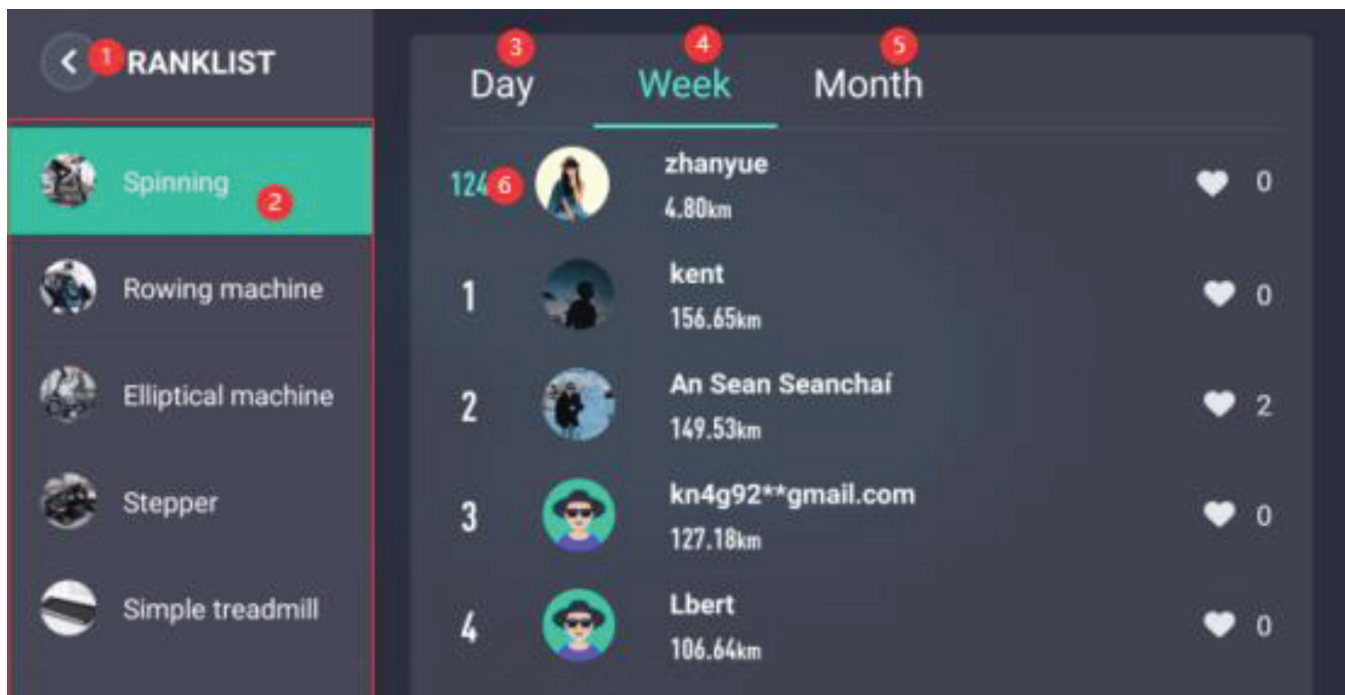 1 RANKLIST
Spinning
2
Rowing machine
Elliptical machine
Stepper
Simple treadmill
3 4 5
Day Week Month
124 6 zhanyue 0
4.80km
1 kent 0
156.65km
2 An Sean Seanchaí 2
149.53km
3 kn4g92**gmail.com 0
127.18km
4 Lbert 0
106.64km